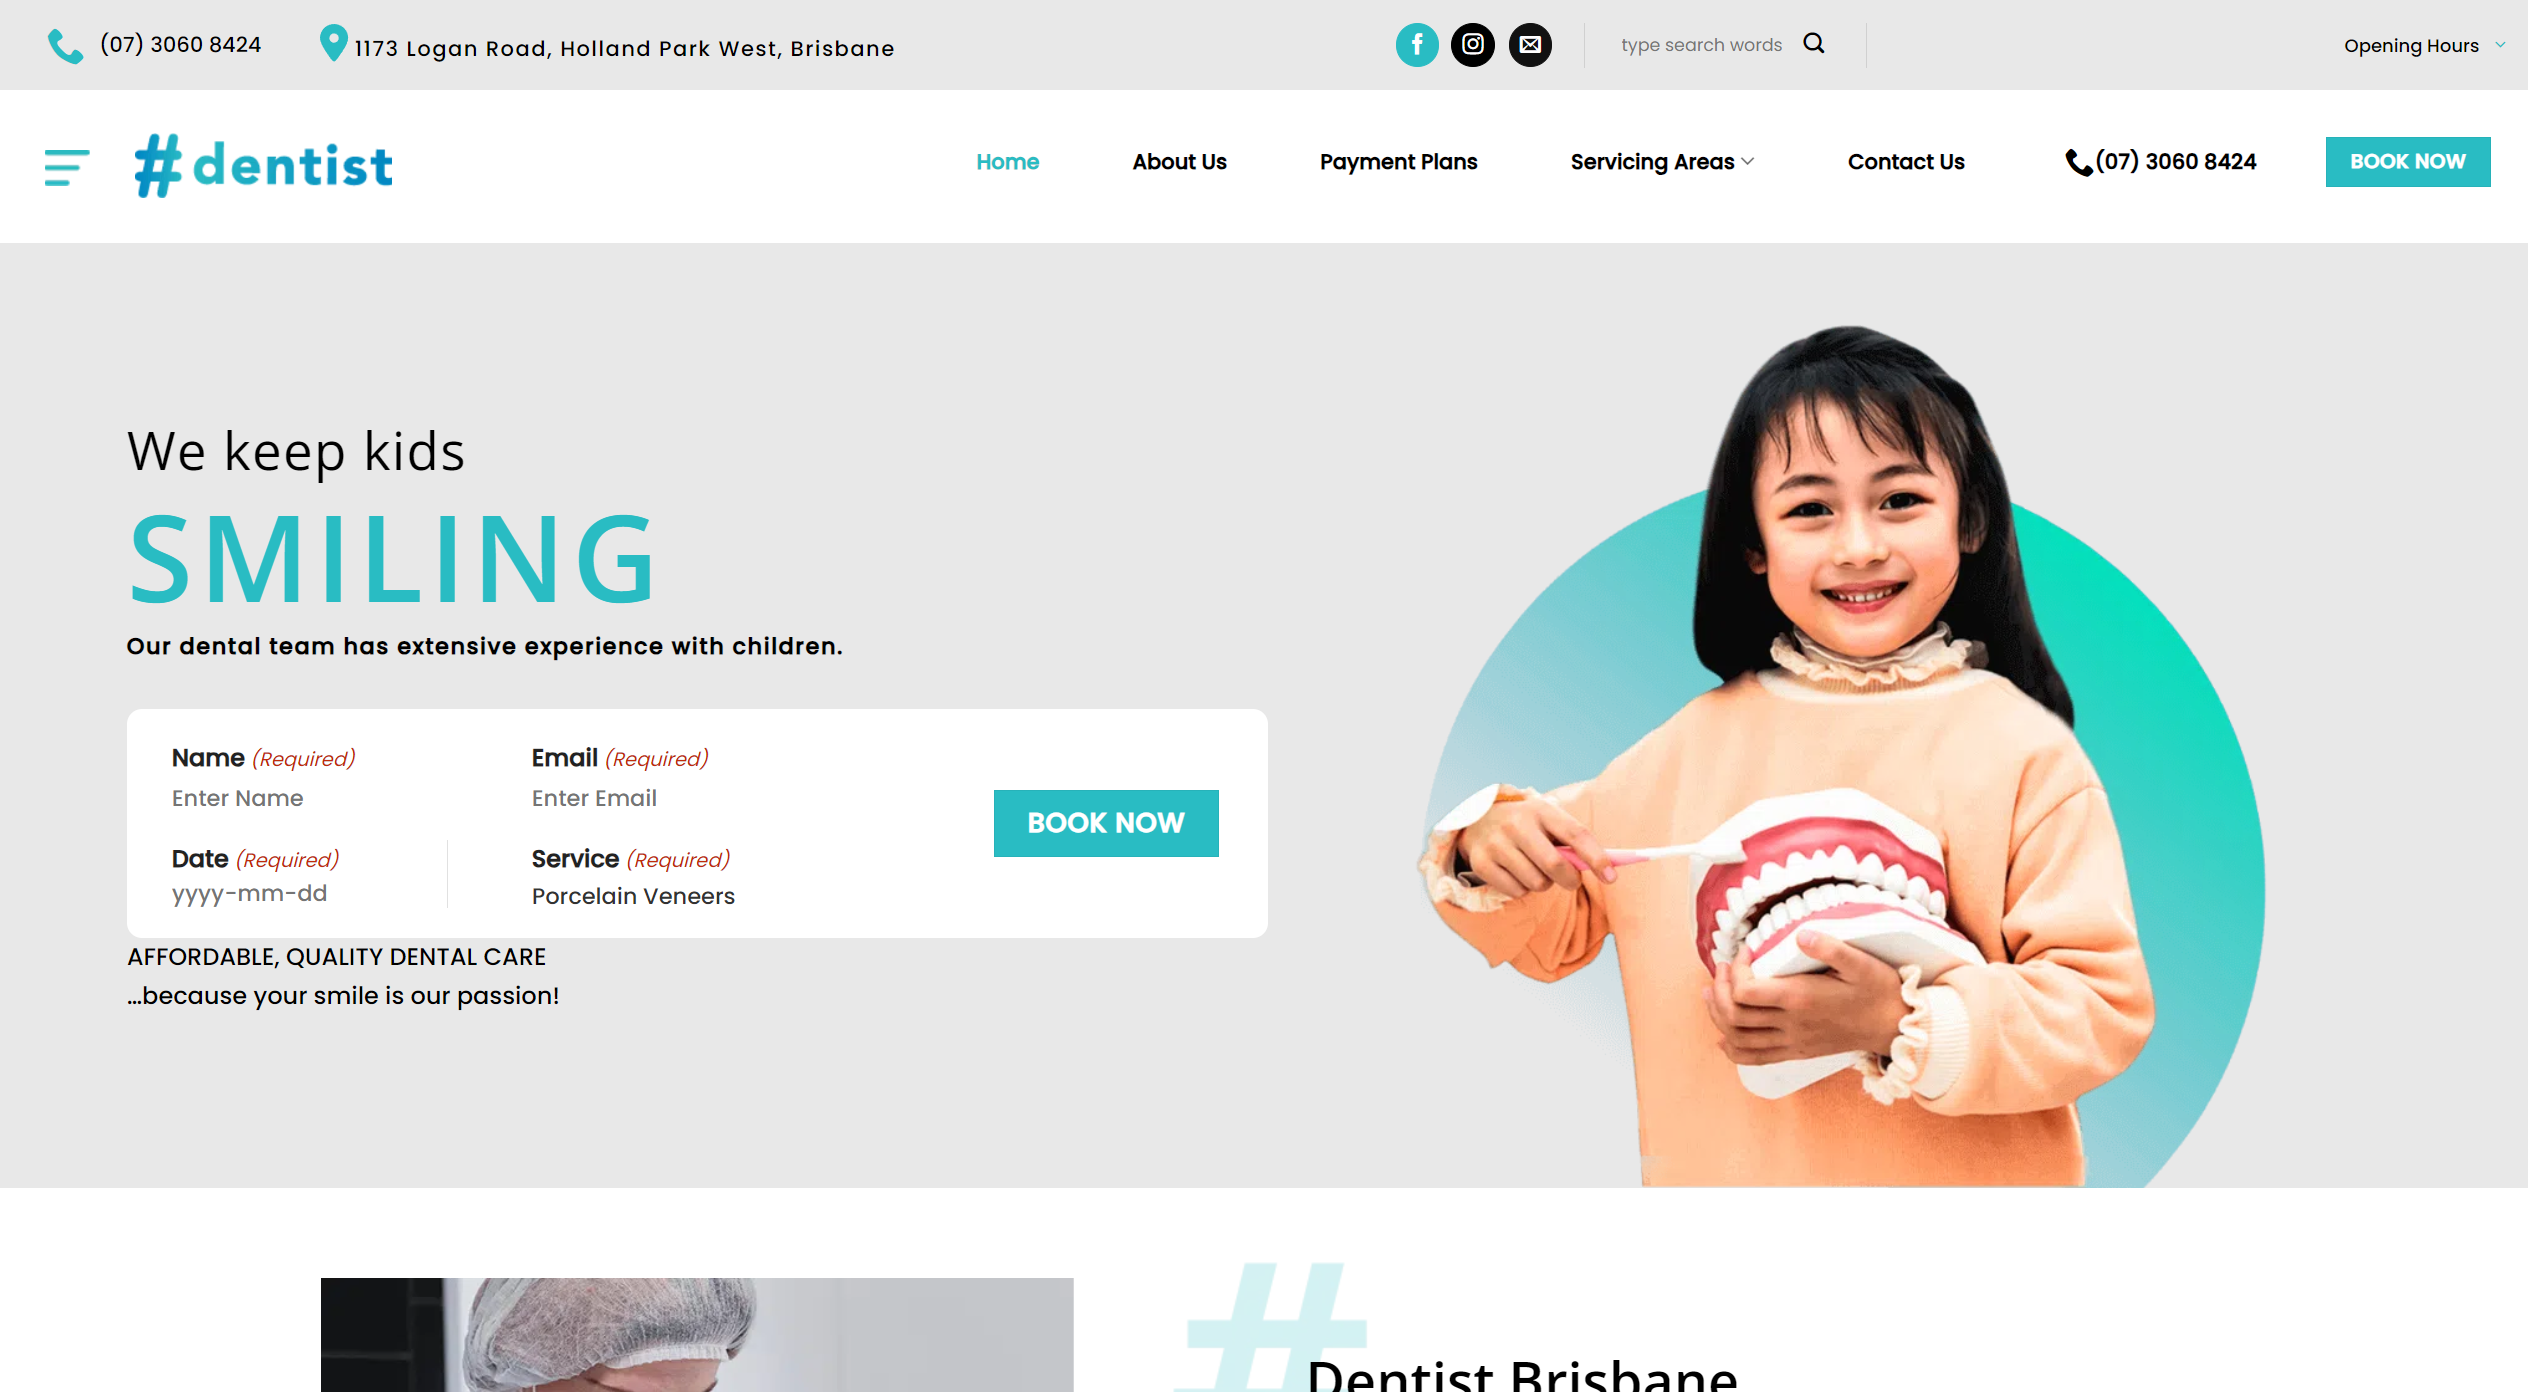 (07) 3060 8424
1173 Logan Road, Holland Park West, Brisbane
type search words
Opening Hours
#dentist
Home
About Us
Payment Plans
Servicing Areas
Contact Us
(07) 3060 8424
BOOK NOW
We keep kids
SMILING
Our dental team has extensive experience with children.
Name (Required)
Email (Required)
Enter Name
Enter Email
BOOK NOW
Date (Required)
Service (Required)
yyyy-mm-dd
Porcelain Veneers
AFFORDABLE, QUALITY DENTAL CARE
...because your smile is our passion!
#
Dentist Brisbane